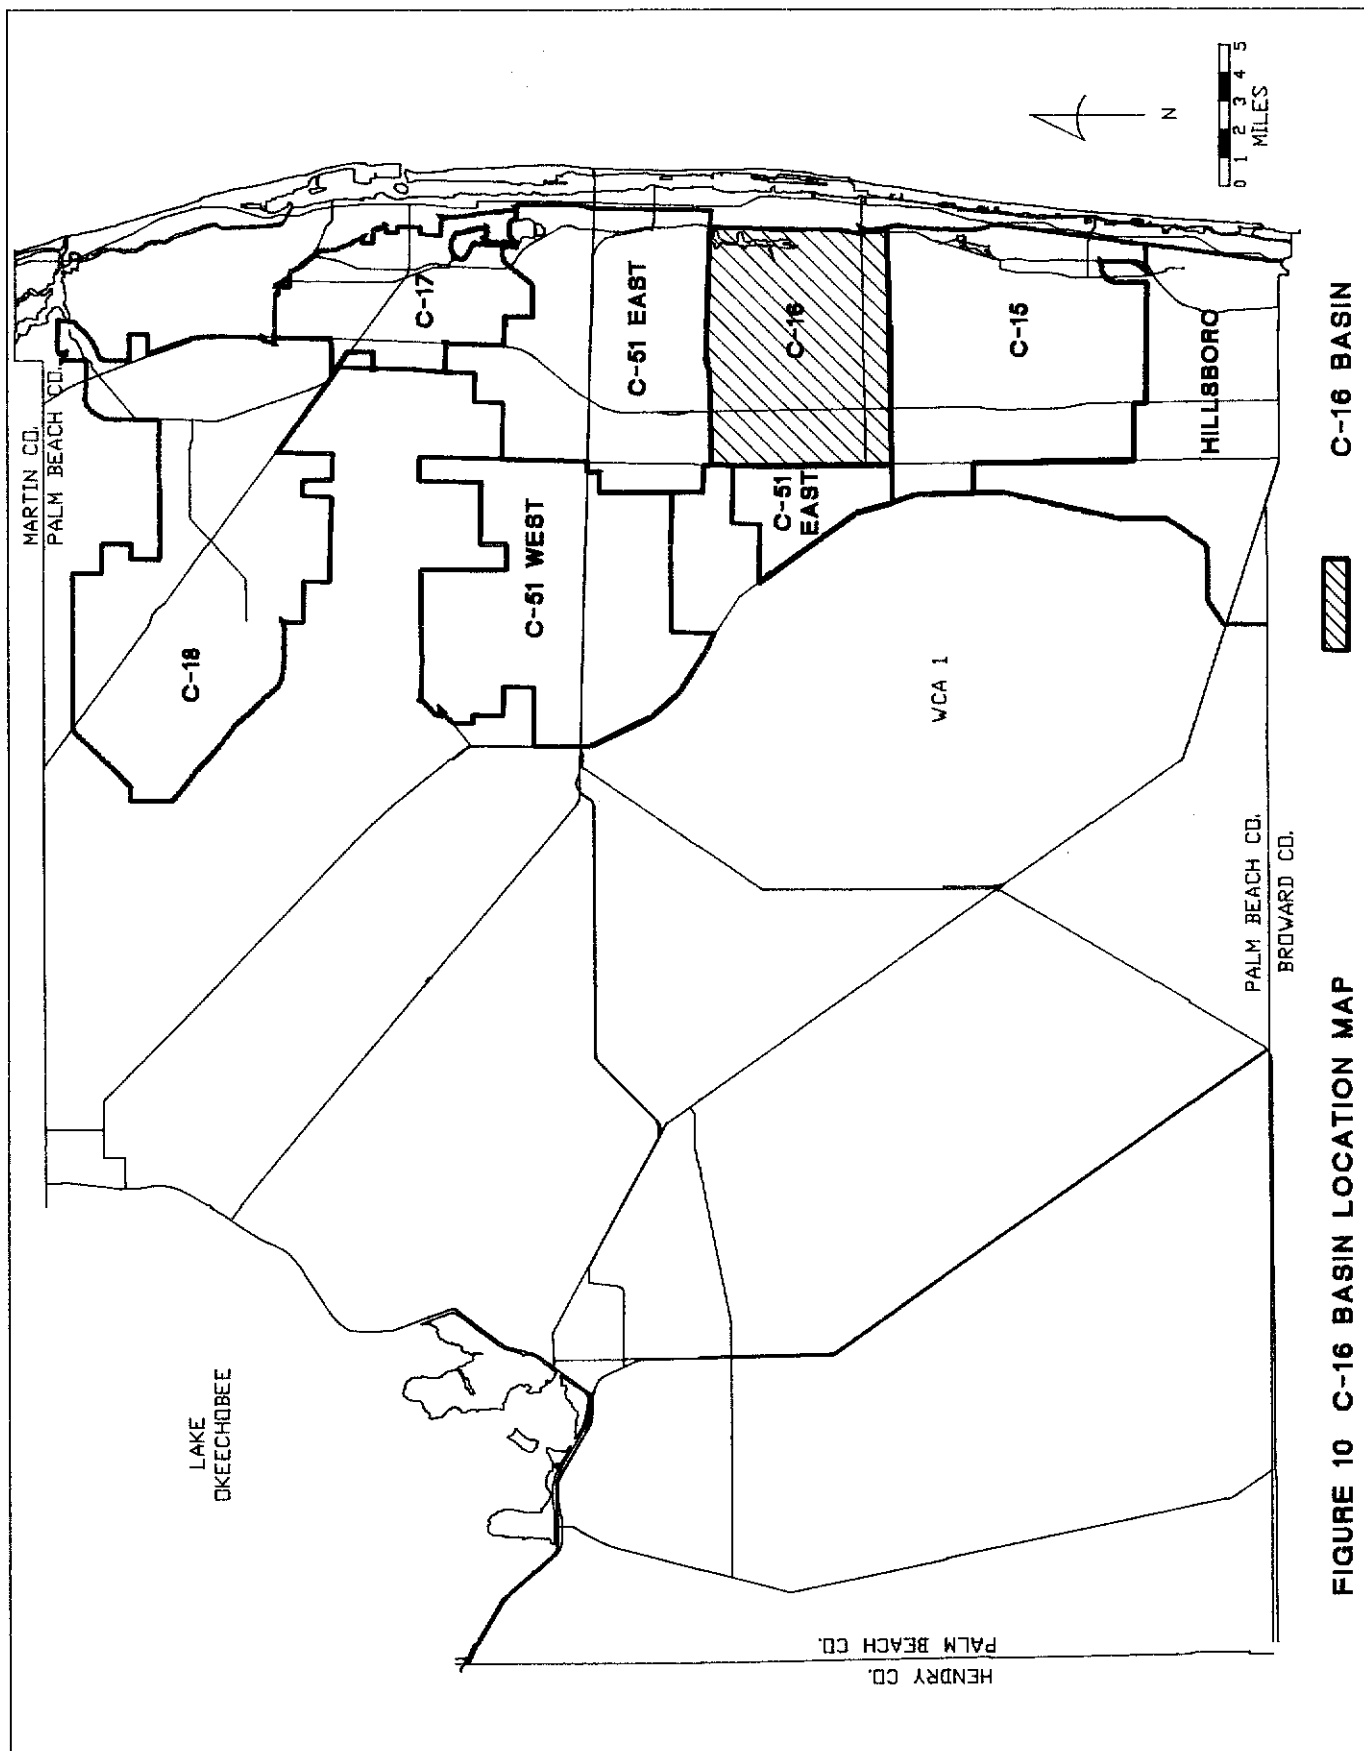 MARTIN CO.
PALM BEACH CO.
LAKE
OKEECHOBEE
C-18
C-17
C-51 WEST
C-51 EAST
C-51
EAST
C-16
C-15
WCA 1
HILLSBORO
HENDRY CO.
PALM BEACH CO.
PALM BEACH CO.
BROWARD CO.
N
0 1 2 3 4 5
MILES
FIGURE 10 C-16 BASIN LOCATION MAP
C-16 BASIN